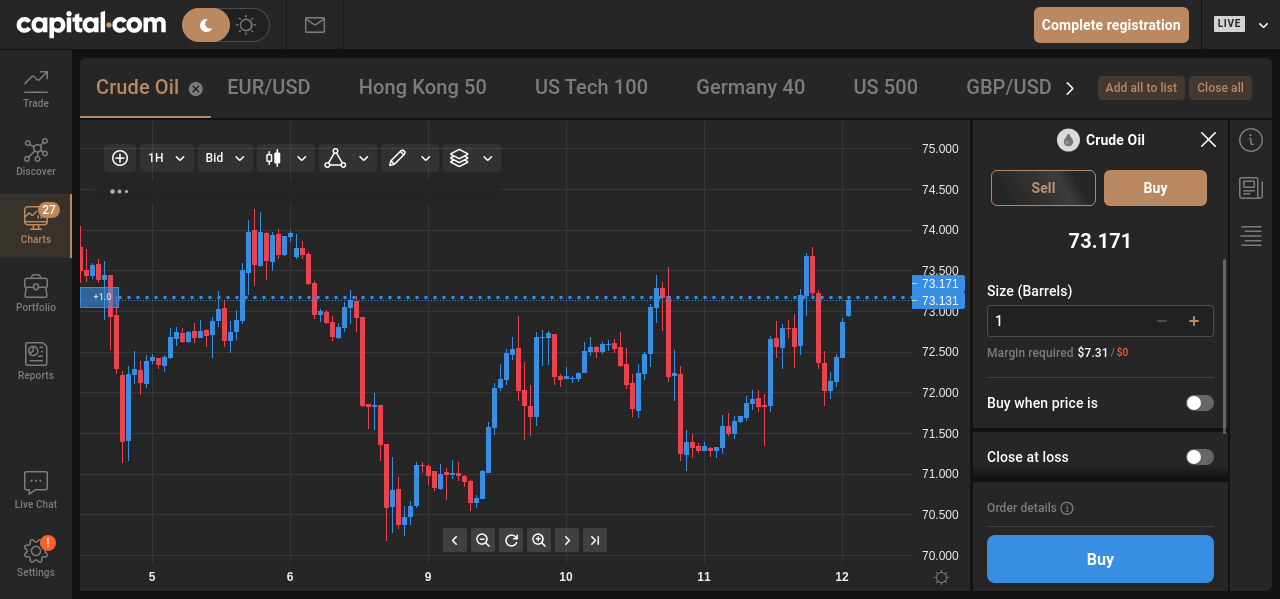 capital.com
Complete registration
LIVE
Trade
Discover
27
Charts
Portfolio
Reports
Live Chat
!
Settings
Crude Oil
EUR/USD
Hong Kong 50
US Tech 100
Germany 40
US 500
GBP/USD
Add all to list
Close all
1H
Bid
+1.0
75.000
74.500
74.000
73.500
73.171
73.131
73.000
72.500
72.000
71.500
71.000
70.500
70.000
5
6
9
10
11
12
Crude Oil
Sell
Buy
73.171
Size (Barrels)
1
Margin required $7.31 / $0
Buy when price is
Close at loss
Order details
Buy